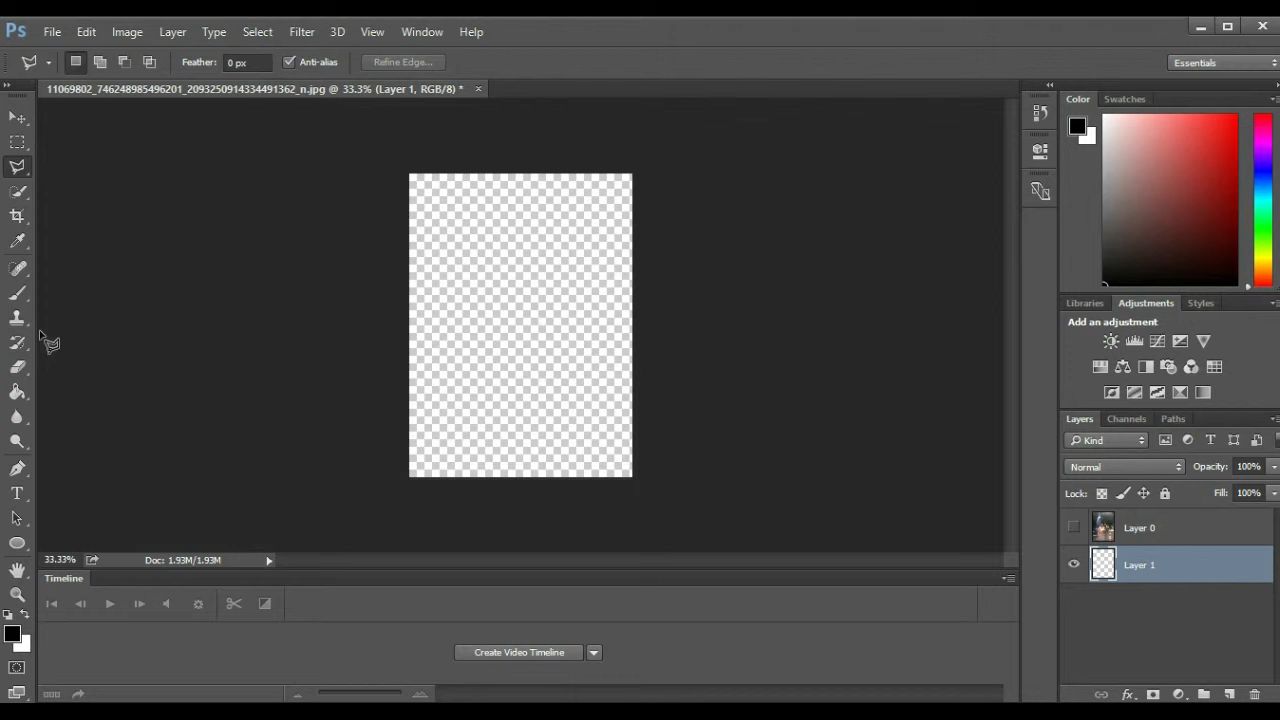 Ps File Edit Image Layer Type Select Filter 3D View Window Help
Feather: 0 px Anti-alias Refine Edge... Essentials
11069802_746248985496201_2093250914334491362_n.jpg @ 33.3% (Layer 1, RGB/8) *
Color Swatches
Libraries Adjustments Styles
Add an adjustment
Layers Channels Paths
Kind
Normal Opacity: 100%
Lock: Fill: 100%
Layer 0
Layer 1
33.33% Doc: 1.93M/1.93M
Timeline
Create Video Timeline